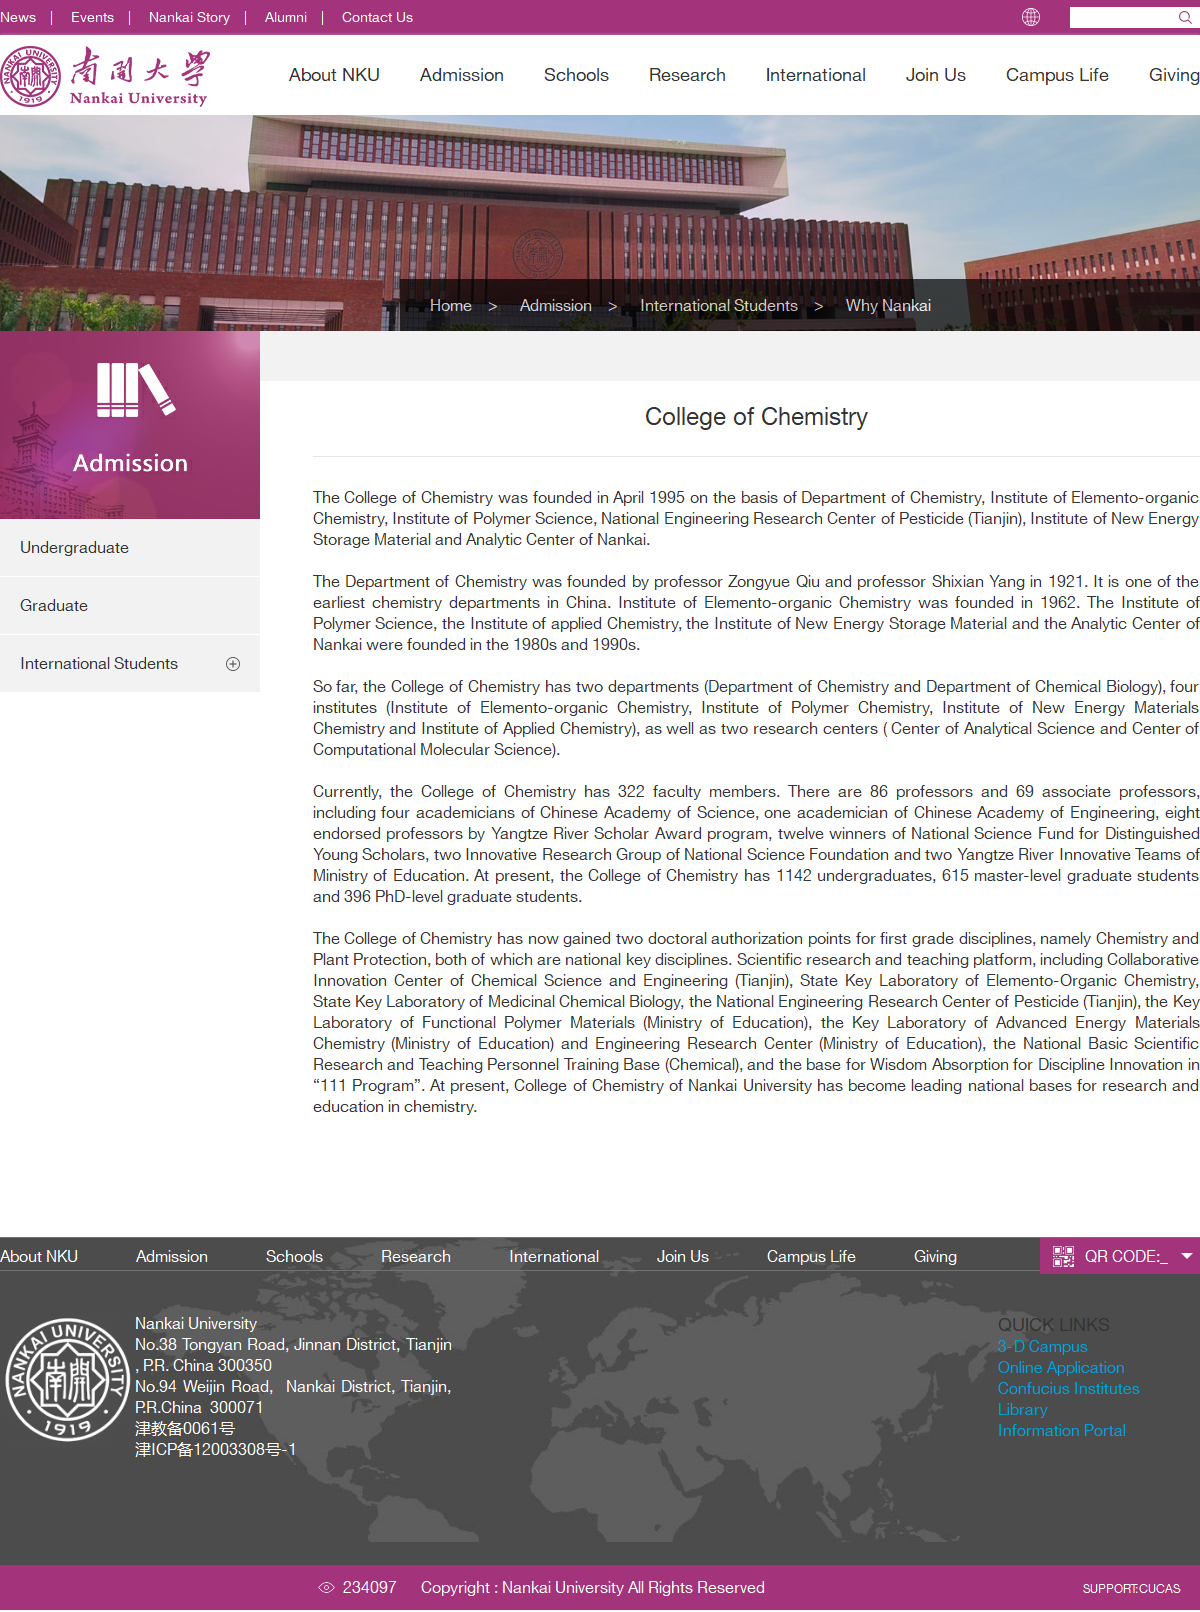 News | Events | Nankai Story | Alumni | Contact Us
NANKAI UNIVERSITY 1919
南開大學
Nankai University
About NKU Admission Schools Research International Join Us Campus Life Giving
Home > Admission > International Students > Why Nankai
Admission
Undergraduate
Graduate
International Students
College of Chemistry
The College of Chemistry was founded in April 1995 on the basis of Department of Chemistry, Institute of Elemento-organic
Chemistry, Institute of Polymer Science, National Engineering Research Center of Pesticide (Tianjin), Institute of New Energy
Storage Material and Analytic Center of Nankai.
The Department of Chemistry was founded by professor Zongyue Qiu and professor Shixian Yang in 1921. It is one of the
earliest chemistry departments in China. Institute of Elemento-organic Chemistry was founded in 1962. The Institute of
Polymer Science, the Institute of applied Chemistry, the Institute of New Energy Storage Material and the Analytic Center of
Nankai were founded in the 1980s and 1990s.
So far, the College of Chemistry has two departments (Department of Chemistry and Department of Chemical Biology), four
institutes (Institute of Elemento-organic Chemistry, Institute of Polymer Chemistry, Institute of New Energy Materials
Chemistry and Institute of Applied Chemistry), as well as two research centers ( Center of Analytical Science and Center of
Computational Molecular Science).
Currently, the College of Chemistry has 322 faculty members. There are 86 professors and 69 associate professors,
including four academicians of Chinese Academy of Science, one academician of Chinese Academy of Engineering, eight
endorsed professors by Yangtze River Scholar Award program, twelve winners of National Science Fund for Distinguished
Young Scholars, two Innovative Research Group of National Science Foundation and two Yangtze River Innovative Teams of
Ministry of Education. At present, the College of Chemistry has 1142 undergraduates, 615 master-level graduate students
and 396 PhD-level graduate students.
The College of Chemistry has now gained two doctoral authorization points for first grade disciplines, namely Chemistry and
Plant Protection, both of which are national key disciplines. Scientific research and teaching platform, including Collaborative
Innovation Center of Chemical Science and Engineering (Tianjin), State Key Laboratory of Elemento-Organic Chemistry,
State Key Laboratory of Medicinal Chemical Biology, the National Engineering Research Center of Pesticide (Tianjin), the Key
Laboratory of Functional Polymer Materials (Ministry of Education), the Key Laboratory of Advanced Energy Materials
Chemistry (Ministry of Education) and Engineering Research Center (Ministry of Education), the National Basic Scientific
Research and Teaching Personnel Training Base (Chemical), and the base for Wisdom Absorption for Discipline Innovation in
“111 Program”. At present, College of Chemistry of Nankai University has become leading national bases for research and
education in chemistry.
About NKU Admission Schools Research International Join Us Campus Life Giving QR CODE:_
NANKAI UNIVERSITY
南開
1919
Nankai University
No.38 Tongyan Road, Jinnan District, Tianjin
, P.R. China 300350
No.94 Weijin Road, Nankai District, Tianjin,
P.R.China 300071
津教备0061号
津ICP备12003308号-1
QUICK LINKS
3-D Campus
Online Application
Confucius Institutes
Library
Information Portal
234097 Copyright : Nankai University All Rights Reserved SUPPORT:CUCAS